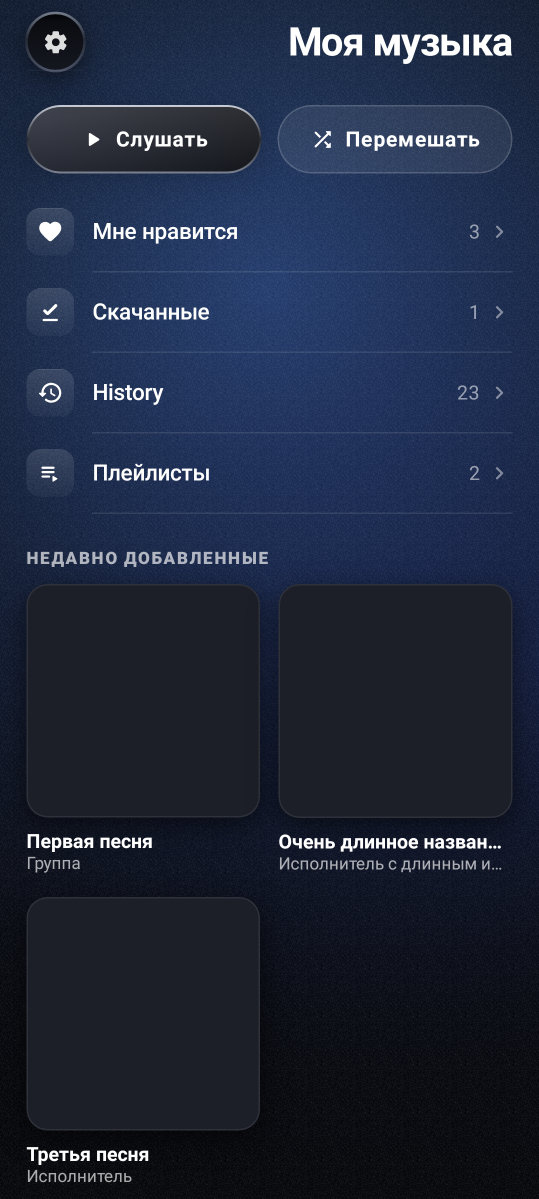 Моя музыка
Слушать
Перемешать
Мне нравится 3
Скачанные 1
History 23
Плейлисты 2
НЕДАВНО ДОБАВЛЕННЫЕ
Первая песня
Группа
Очень длинное назван...
Исполнитель с длинным и...
Третья песня
Исполнитель